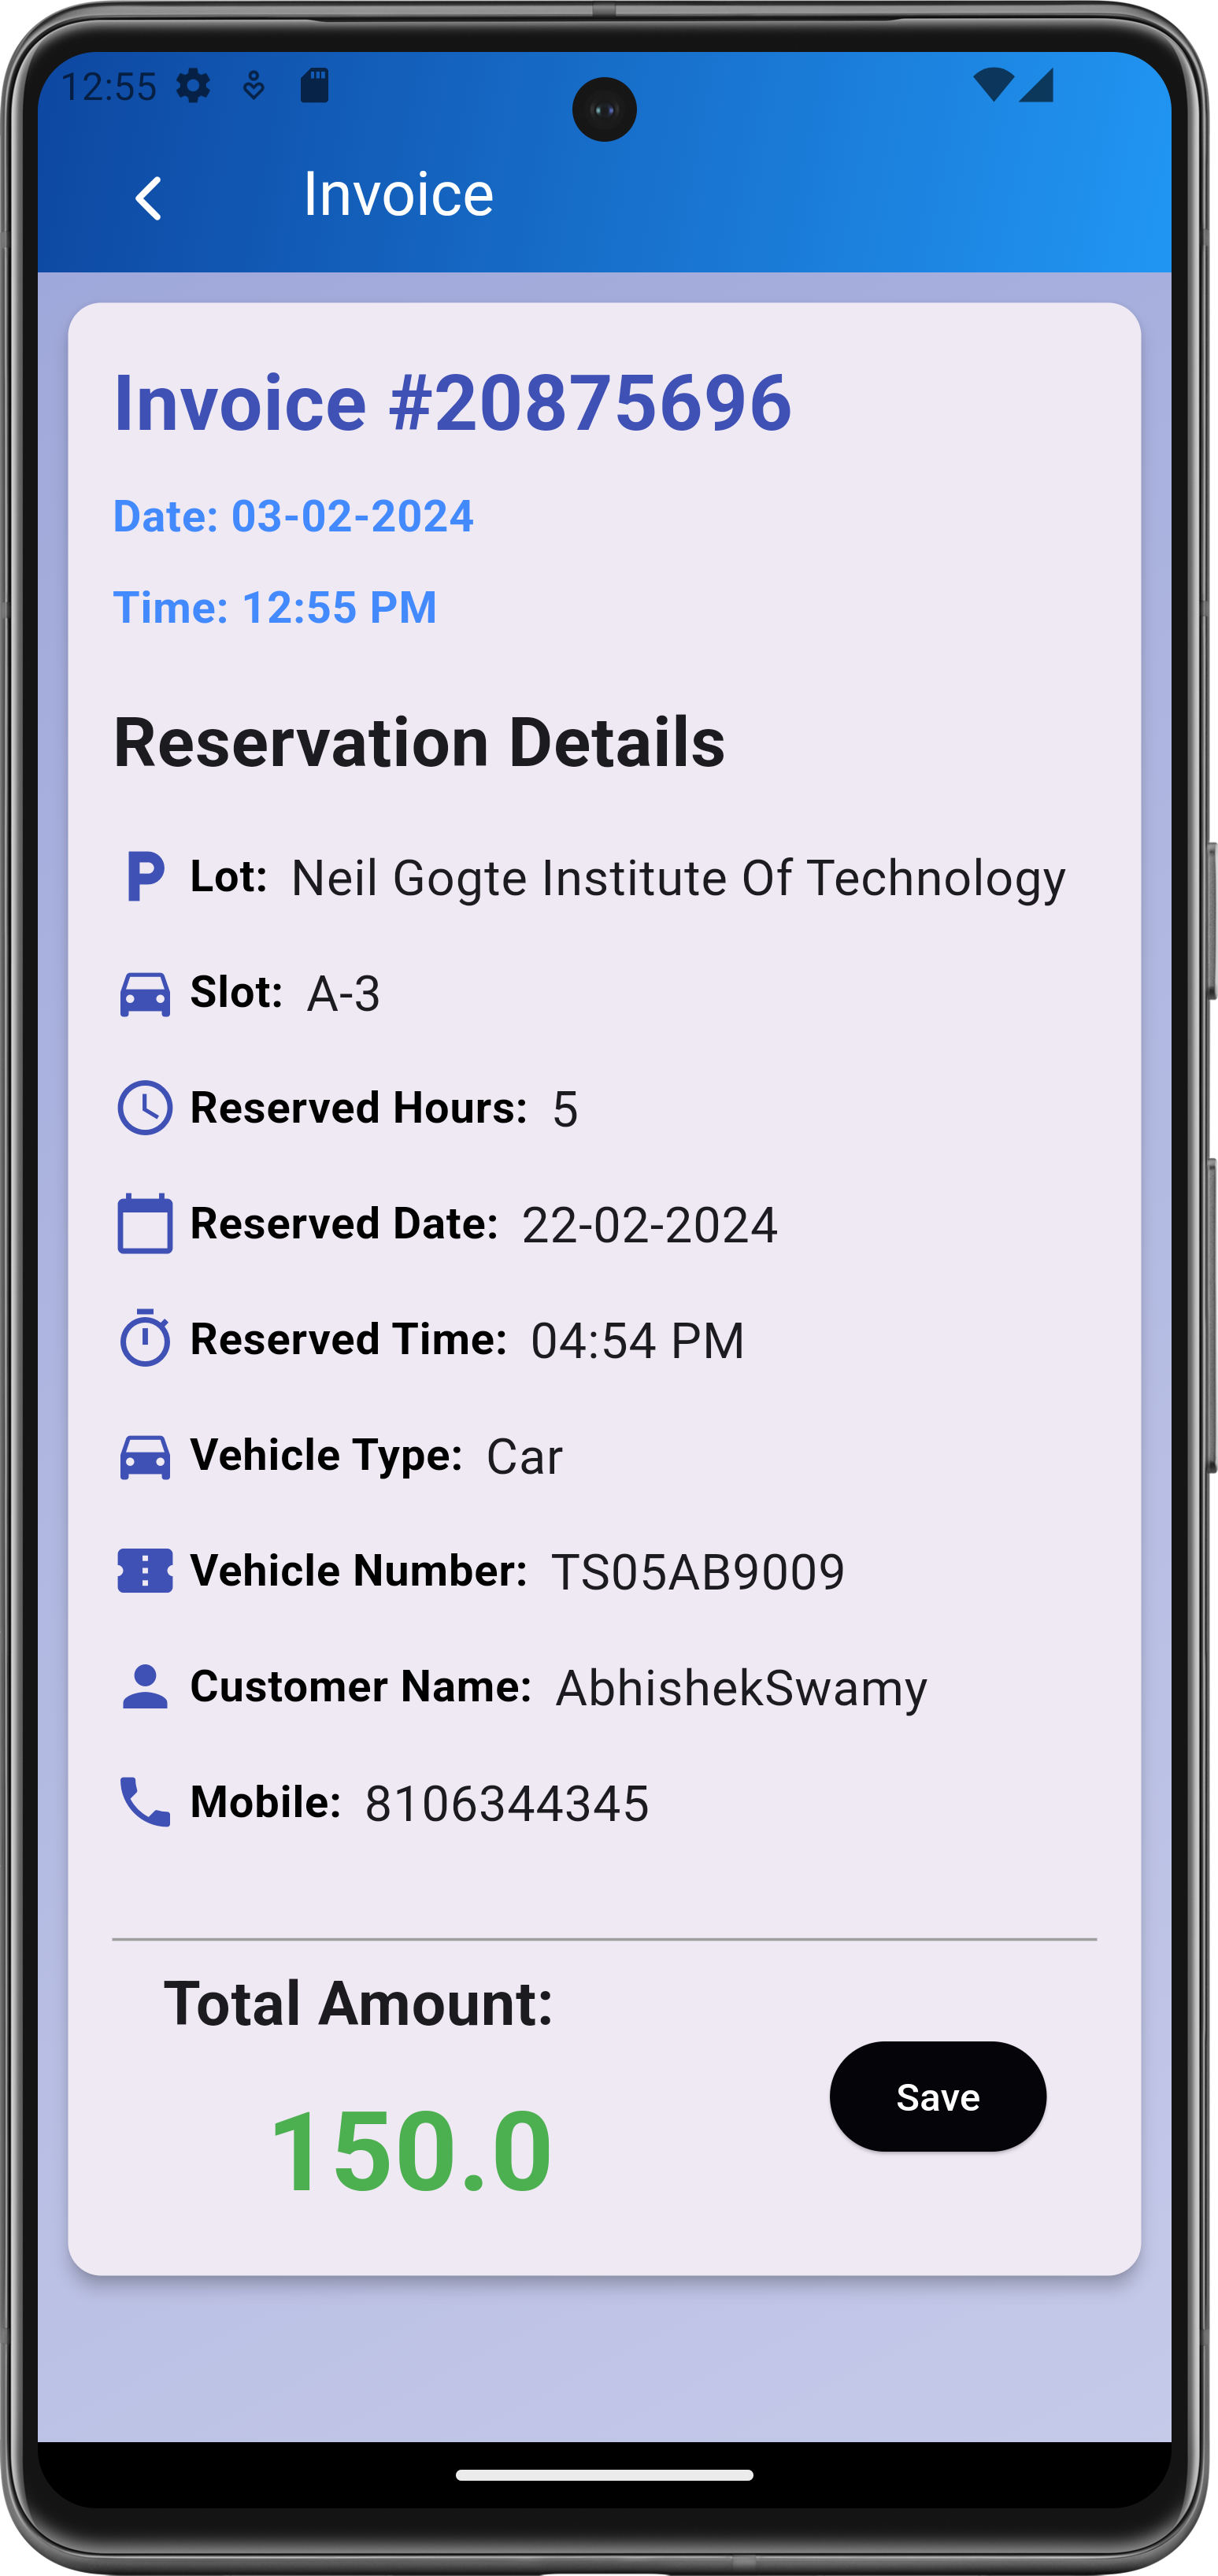 12:55
Invoice
Invoice #20875696
Date: 03-02-2024
Time: 12:55 PM
Reservation Details
P Lot: Neil Gogte Institute Of Technology
Slot: A-3
Reserved Hours: 5
Reserved Date: 22-02-2024
Reserved Time: 04:54 PM
Vehicle Type: Car
Vehicle Number: TS05AB9009
Customer Name: AbhishekSwamy
Mobile: 8106344345
Total Amount:
150.0
Save